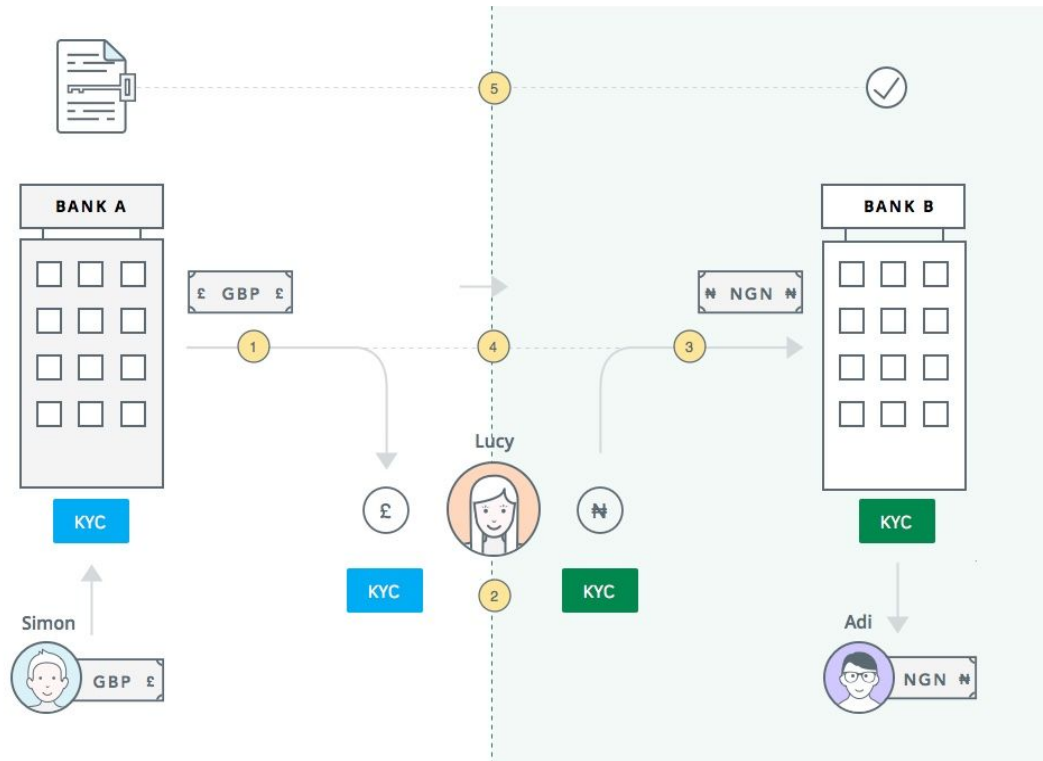 5
BANK A
BANK B
£ GBP £
₦ NGN ₦
1
4
3
Lucy
£
₦
KYC
KYC
KYC
KYC
2
Simon
Adi
GBP £
NGN ₦